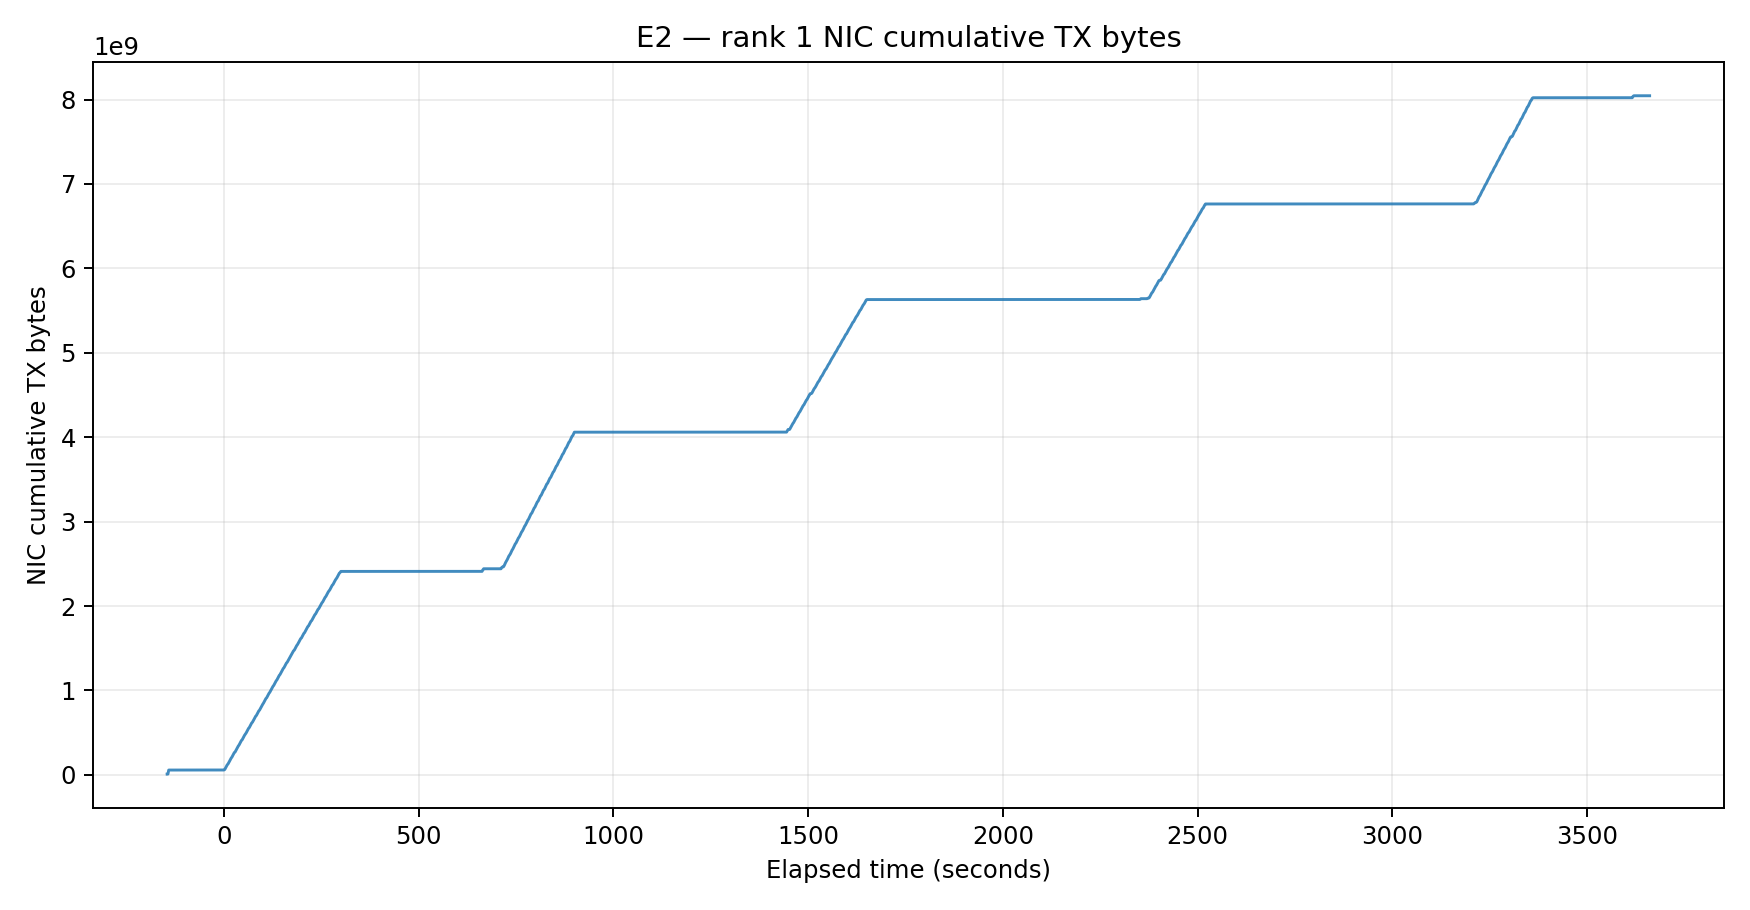 E2 — rank 1 NIC cumulative TX bytes
1e9
8
7
6
5
4
3
2
1
0
NIC cumulative TX bytes
0 500 1000 1500 2000 2500 3000 3500
Elapsed time (seconds)